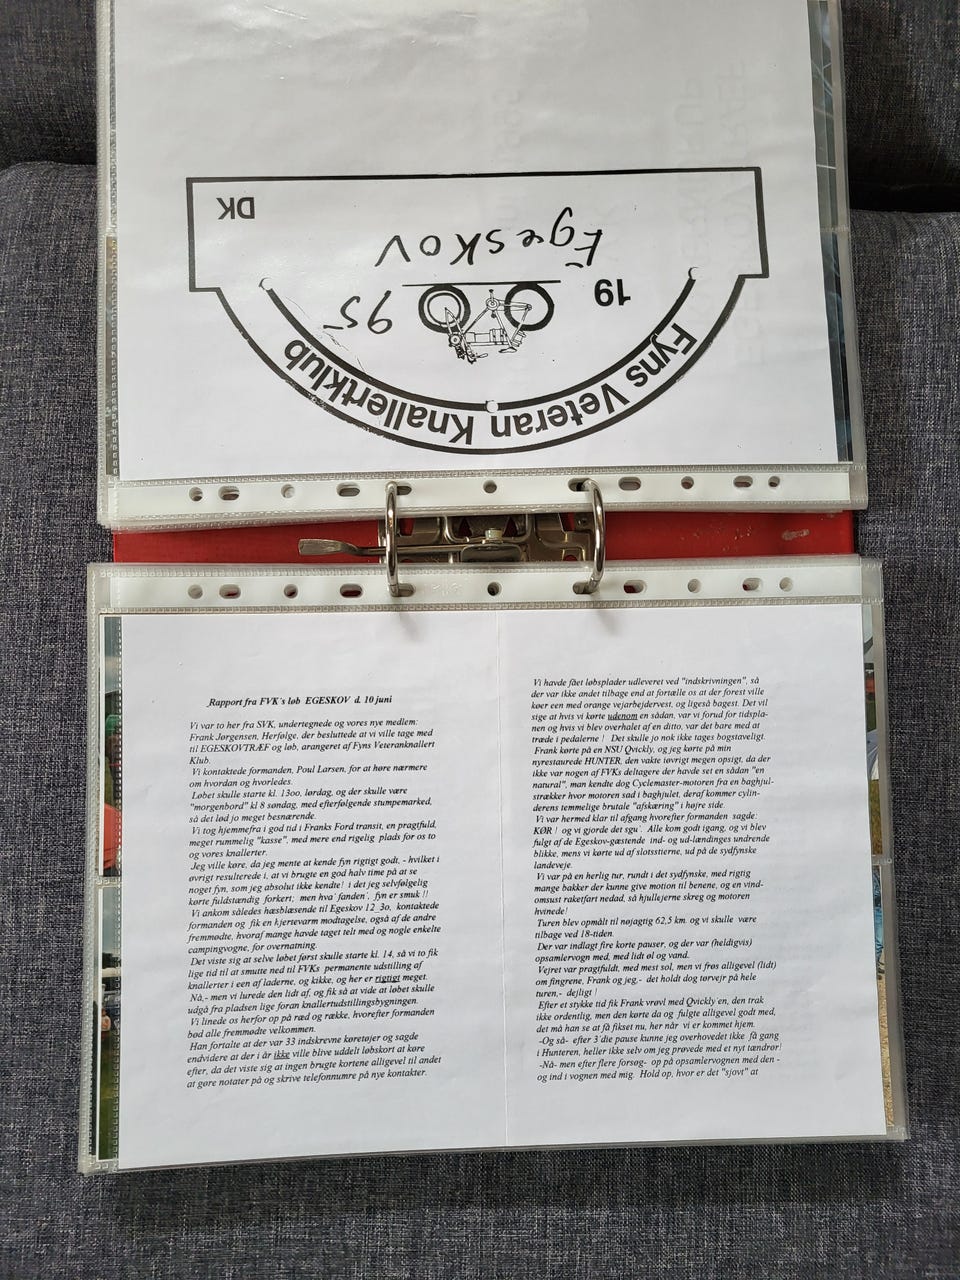 DK
Egeskov
19
95
Fyns Veteran Knallertklub
Rapport fra FVK's løb EGESKOV d. 10 juni
Vi var to her fra SVK, undertegnede og vores nye medlem:
Frank Jørgensen, Herfølge, der besluttede at vi ville tage med
til EGESKOVTRÆF og løb, arrangeret af Fyns Veteranknallert
Klub.
Vi kontaktede formanden, Poul Larsen, for at høre nærmere
om hvordan og hvorledes.
Løbet skulle starte kl. 13oo, lørdag, og der skulle være
"morgenbord" kl 8 søndag, med efterfølgende stumpemarked,
så det lød jo meget besnærende.
Vi tog hjemmefra i god tid i Franks Ford transit, en pragtfuld,
meget rummelig "kasse", med mere end rigelig plads for os to
og vores knallerter.
Jeg ville køre, da jeg mente at kende fyn rigtigt godt, - hvilket i
øvrigt resulterede i, at vi brugte en god halv time på at se
noget fyn, som jeg absolut ikke kendte! i det jeg selvfølgelig
kørte fuldstændig forkert; men hva' fanden', fyn er smuk !!
Vi ankom således hæsblæsende til Egeskov 12_3o, kontaktede
formanden og fik en hjertevarm modtagelse, også af de andre
fremmødte, hvoraf mange havde taget telt med og nogle enkelte
campingvogne, for overnatning.
Det viste sig at selve løbet først skulle starte kl. 14, så vi to fik
lige tid til at smutte ned til FVKs permanente udstilling af
knallerter i een af laderne, og kikke, og her er rigtigt meget.
Nå,- men vi lurede den lidt af, og fik så at vide at løbet skulle
udgå fra pladsen lige foran knallertudstillingsbygningen.
Vi linede os herfor op på rad og række, hvorefter formanden
bød alle fremmødte velkommen.
Han fortalte at der var 33 indskrevne køretøjer og sagde
endvidere at der i år ikke ville blive uddelt løbskort at køre
efter, da det viste sig at ingen brugte kortene alligevel til andet
at gøre notater på og skrive telefonnumre på nye kontakter.
Vi havde fået løbsplader udleveret ved "indskrivningen", så
der var ikke andet tilbage end at fortælle os at der forest ville
køer een med orange vejarbejdervest, og ligeså bagest. Det vil
sige at hvis vi kørte udenom en sådan, var vi forud for tidspla-
nen og hvis vi blev overhalet af en ditto, var det bare med at
træde i pedalerne ! Det skulle jo nok ikke tages bogstaveligt.
Frank kørte på en NSU Qvickly, og jeg kørte på min
nyrestaurede HUNTER, den vakte iøvrigt megen opsigt, da der
ikke var nogen af FVKs deltagere der havde set en sådan "en
natural", man kendte dog Cyclemaster-motoren fra en baghjul-
strækker hvor motoren sad i baghjulet, deraf kommer cylin-
derens temmelige brutale "afskæring" i højre side.
Vi var hermed klar til afgang hvorefter formanden sagde:
KØR ! og vi gjorde det sgu'. Alle kom godt igang, og vi blev
fulgt af de Egeskov-gæstende ind- og ud-lændinges undrende
blikke, mens vi kørte ud af slotsstierne, ud på de sydfynske
landeveje.
Vi var på en herlig tur, rundt i det sydfynske, med rigtig
mange bakker der kunne give motion til benene, og en vind-
omsust raketfart nedad, så hjullejerne skreg og motoren
hvinede!
Turen blev opmålt til nøjagtig 62,5 km. og vi skulle være
tilbage ved 18-tiden.
Der var indlagt fire korte pauser, og der var (heldigvis)
opsamlervogn med, med lidt øl og vand.
Vejret var pragtfuldt, med mest sol, men vi frøs alligevel (lidt)
om fingrene, Frank og jeg,- det holdt dog tørvejr på hele
turen,- dejligt !
Efter et stykke tid fik Frank vrøvl med Qvickly'en, den trak
ikke ordentlig, men den kørte da og fulgte alligevel godt med,
det må han se at få fikset nu, her når vi er kommet hjem.
-Og så- efter 3'die pause kunne jeg overhovedet ikke få gang
i Hunteren, heller ikke selv om jeg prøvede med et nyt tændrør!
-Nå- men efter flere forsøg- op på opsamlervognen med den -
og ind i vognen med mig. Hold op, hvor er det "sjovt" at